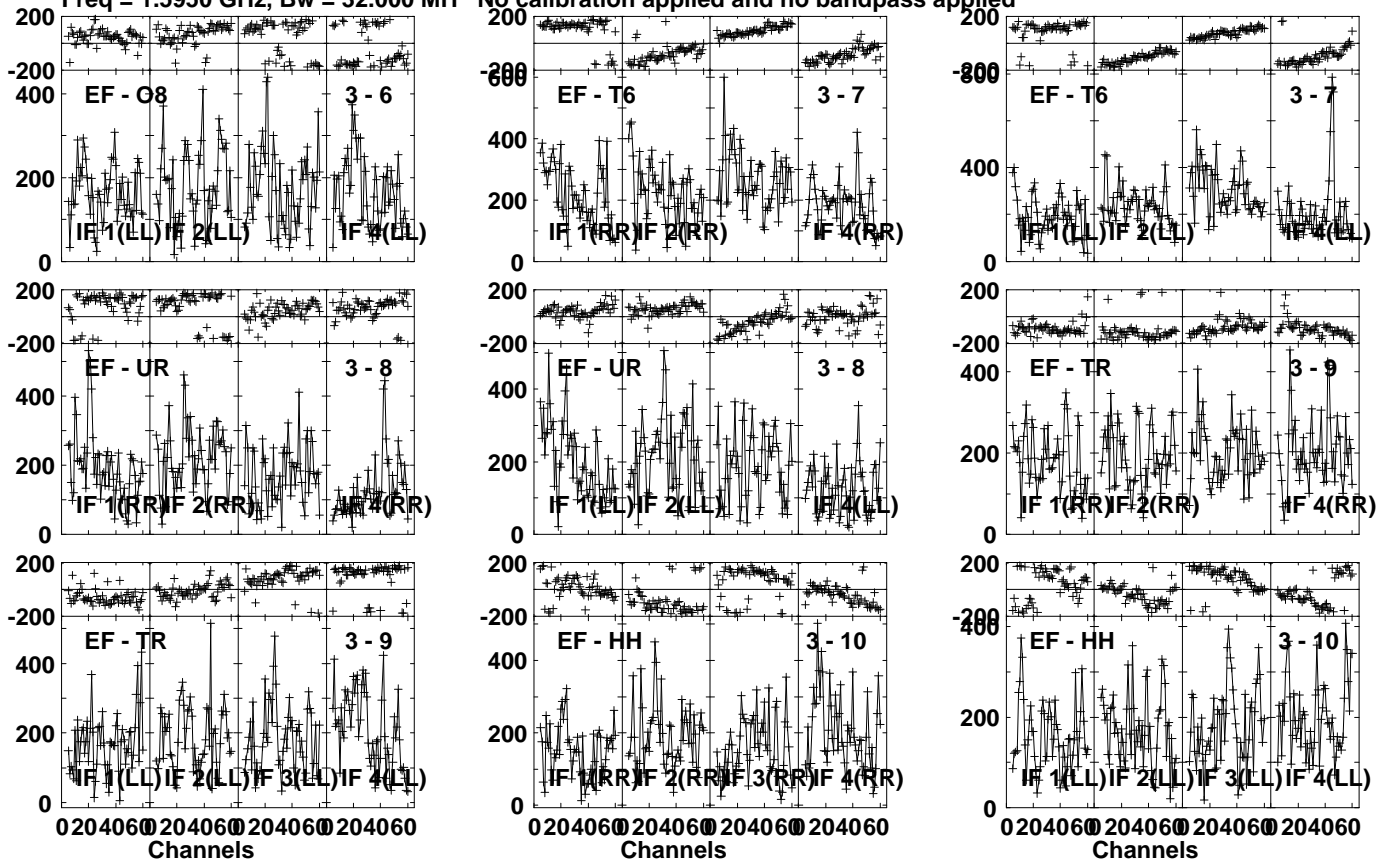 Freq = 1.5950 GHz, Bw = 32.000 MH No calibration applied and no bandpass applied
200
-200
400
200
0
EF - O8
3 - 6
IF 1(LL)
IF 2(LL)
IF 4(LL)
200
-200
600
400
200
0
EF - T6
3 - 7
IF 1(RR)
IF 2(RR)
IF 4(RR)
200
-200
400
0
EF - T6
3 - 7
IF 1(LL)
IF 2(LL)
IF 4(LL)
200
-200
400
200
0
EF - UR
3 - 8
IF 1(RR)
IF 2(RR)
IF 4(RR)
200
-200
400
200
0
EF - UR
3 - 8
IF 1(LL)
IF 2(LL)
IF 4(LL)
200
-200
400
200
0
EF - TR
3 - 9
IF 1(RR)
IF 2(RR)
IF 4(RR)
200
-200
400
200
0
EF - TR
3 - 9
IF 1(LL)
IF 2(LL)
IF 3(LL)
IF 4(LL)
0 20 40 60 0 20 40 60 0 20 40 60 0 20 40 60
Channels
200
-200
400
200
0
EF - HH
3 - 10
IF 1(RR)
IF 2(RR)
IF 3(RR)
IF 4(RR)
0 20 40 60 0 20 40 60 0 20 40 60 0 20 40 60
Channels
200
-200
400
200
0
EF - HH
3 - 10
IF 1(LL)
IF 2(LL)
IF 3(LL)
IF 4(LL)
0 20 40 60 0 20 40 60 0 20 40 60 0 20 40 60
Channels